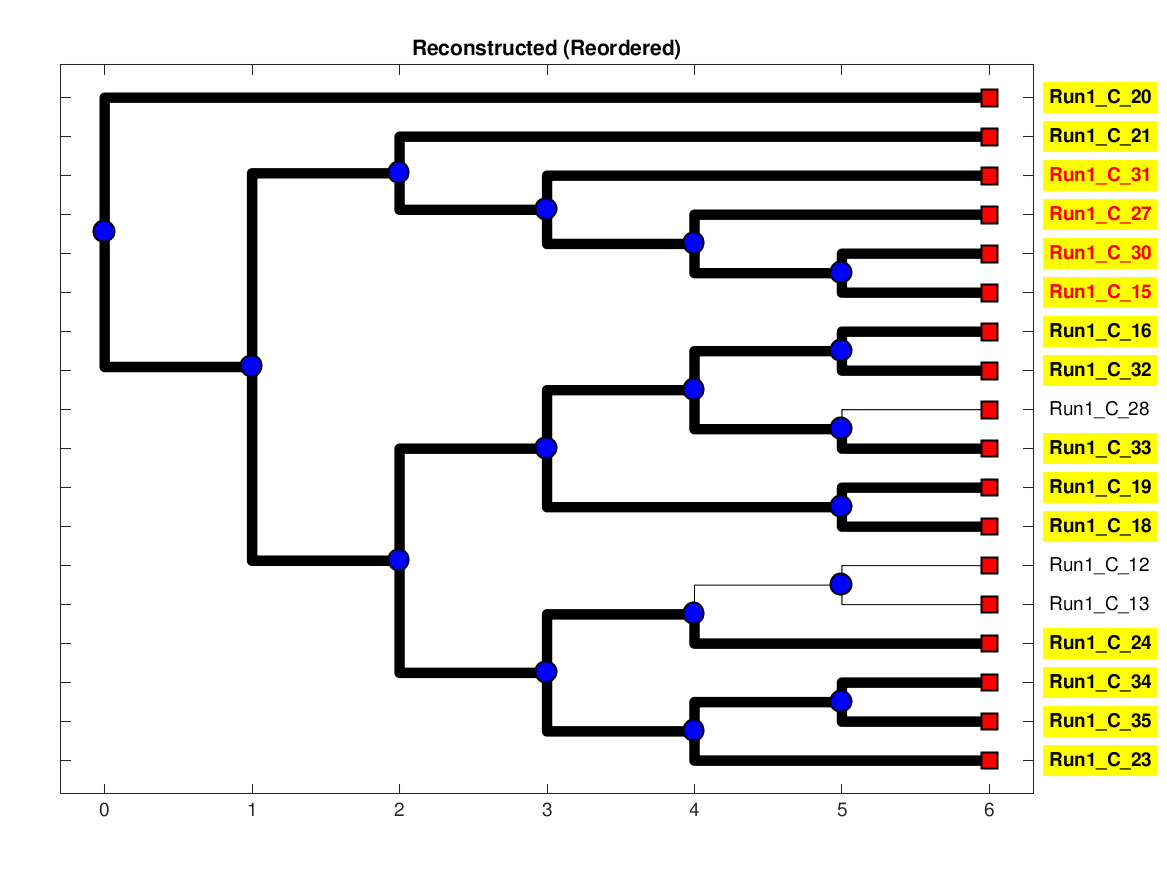 Reconstructed (Reordered)
Run1_C_20
Run1_C_21
Run1_C_31
Run1_C_27
Run1_C_30
Run1_C_15
Run1_C_16
Run1_C_32
Run1_C_28
Run1_C_33
Run1_C_19
Run1_C_18
Run1_C_12
Run1_C_13
Run1_C_24
Run1_C_34
Run1_C_35
Run1_C_23
0 1 2 3 4 5 6